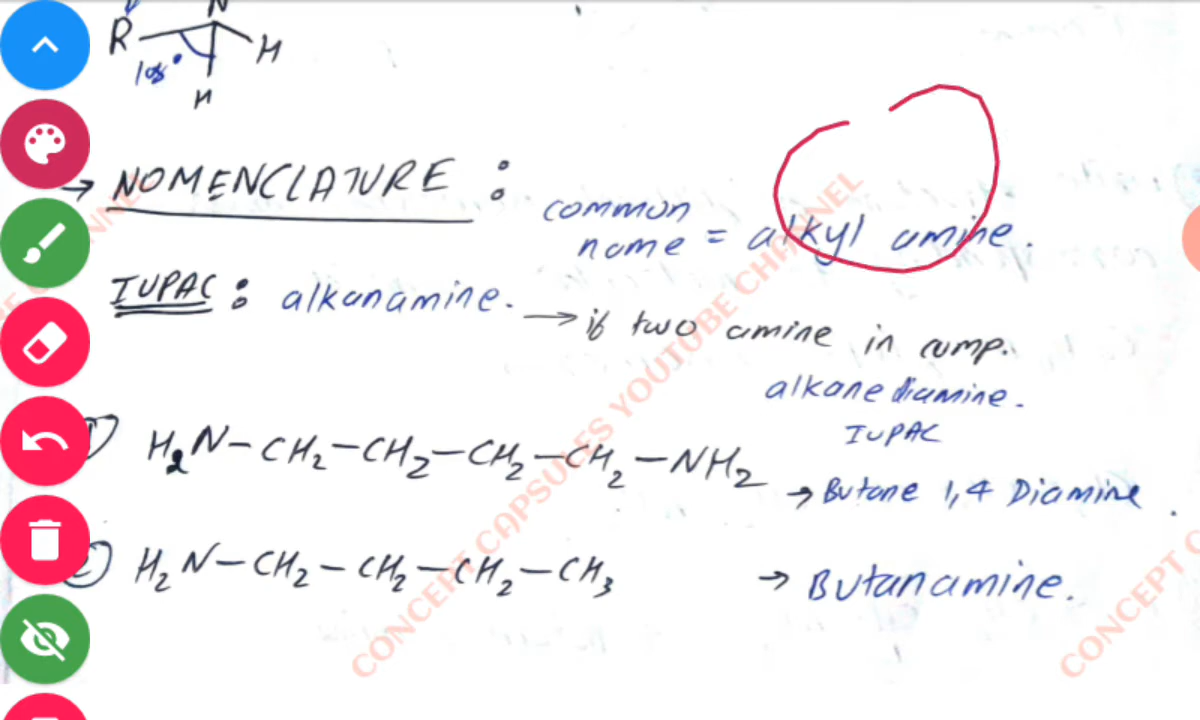 N
R
H
108°
H
→ NOMENCLATURE :
common
name = alkyl amine.
IUPAC : alkanamine. → if two amine in comp.
alkane diamine.
IUPAC
1) H₂N-CH₂-CH₂-CH₂-CH₂-NH₂ → Butane 1,4 Diamine.
2) H₂N-CH₂-CH₂-CH₂-CH₃ → Butanamine.
CONCEPT CAPSULES YOUTUBE CHANNEL
CONCEPT C